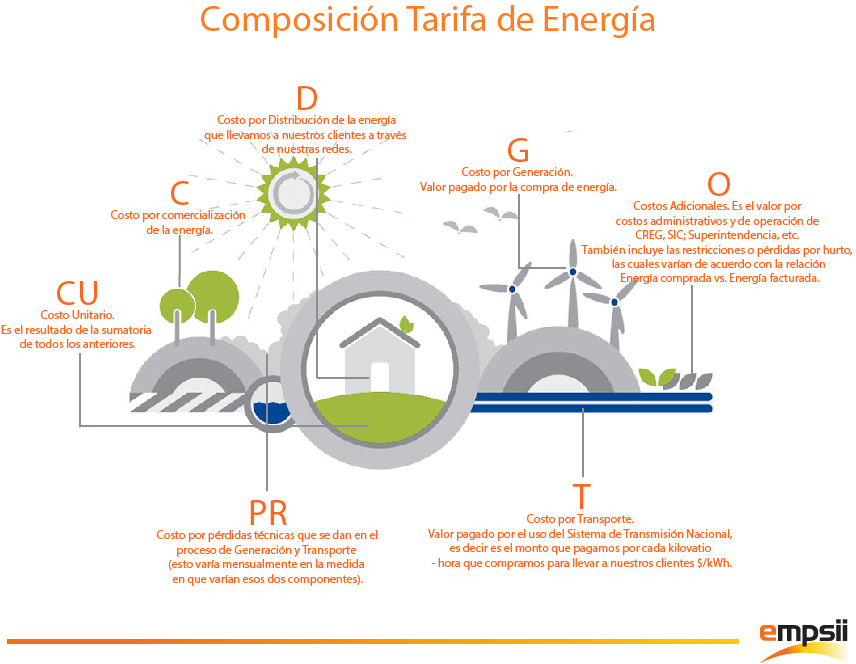 Composición Tarifa de Energía
D
Costo por Distribución de la energía
que llevamos a nuestros clientes a través
de nuestras redes.
G
Costo por Generación.
Valor pagado por la compra de energía.
C
Costo por comercialización
de la energía.
O
Costos Adicionales. Es el valor por
costos administrativos y de operación de
CREG, SIC; Superintendencia, etc.
También incluye las restricciones o pérdidas por hurto,
las cuales varían de acuerdo con la relación
Energía comprada vs. Energía facturada.
CU
Costo Unitario.
Es el resultado de la sumatoria
de todos los anteriores.
PR
Costo por pérdidas técnicas que se dan en el
proceso de Generación y Transporte
(esto varía mensualmente en la medida
en que varían esos dos componentes).
T
Costo por Transporte.
Valor pagado por el uso del Sistema de Transmisión Nacional,
es decir es el monto que pagamos por cada kilovatio
- hora que compramos para llevar a nuestros clientes $/kWh.
empsii